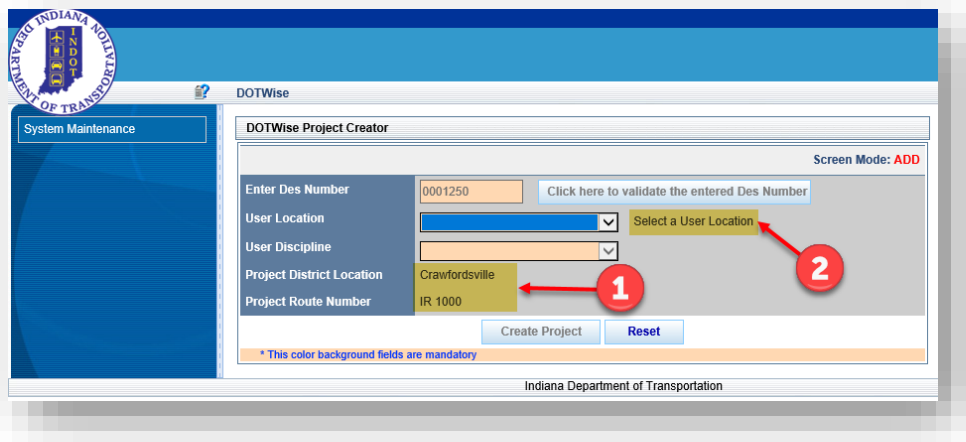 INDIANA DEPARTMENT OF TRANSPORTATION
INDOT
DOTWise
System Maintenance
DOTWise Project Creator
Screen Mode: ADD
Enter Des Number 0001250 Click here to validate the entered Des Number
User Location Select a User Location
User Discipline
2
Project District Location Crawfordsville
1
Project Route Number IR 1000
Create Project Reset
* This color background fields are mandatory
Indiana Department of Transportation